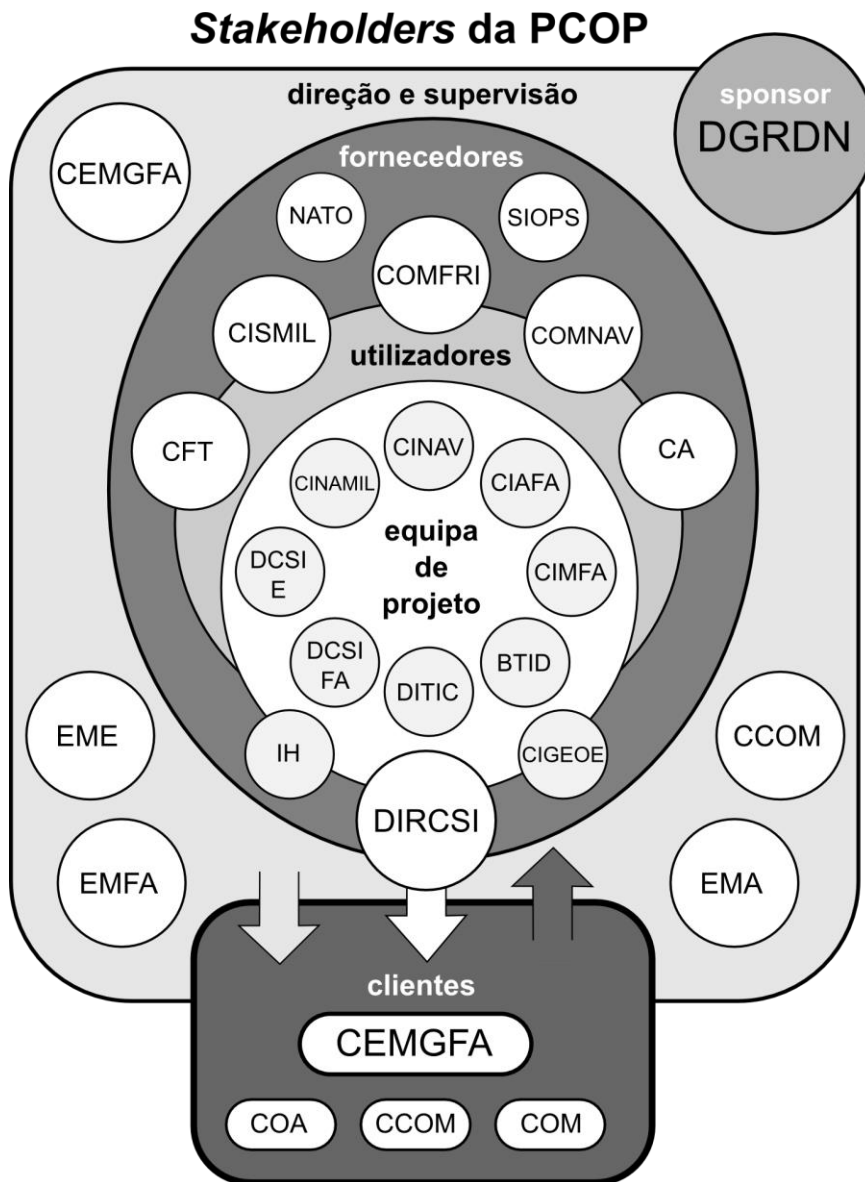 Stakeholders da PCOP
direção e supervisão
sponsor
DGRDN
CEMGFA
fornecedores
NATO
SIOPS
COMFRI
CISMIL
COMNAV
utilizadores
CFT
CA
CINAV
CINAMIL
CIAFA
equipa
de
projeto
DCSI
E
CIMFA
DCSI
FA
BTID
DITIC
EME
CCOM
IH
CIGEOE
DIRCSI
EMFA
EMA
clientes
CEMGFA
COA
CCOM
COM